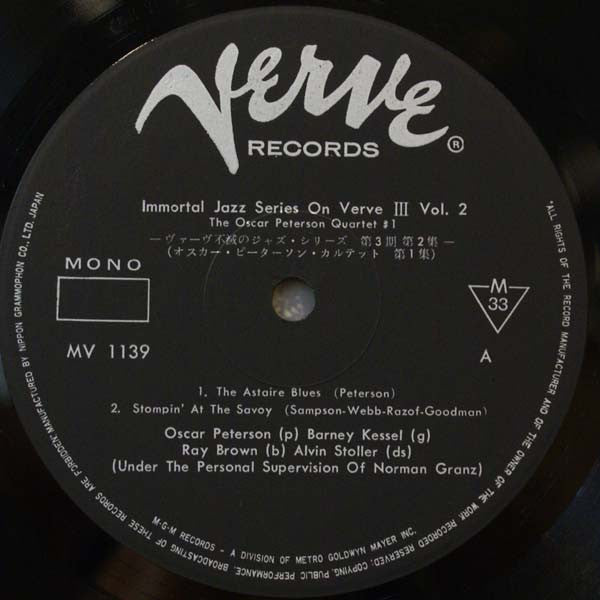 Verve
RECORDS ®
Immortal Jazz Series On Verve III Vol. 2
The Oscar Peterson Quartet #1
—ヴァーヴ不滅のジャズ・シリーズ 第3期 第2集—
(オスカー・ピーターソン・カルテット 第1集)
MONO
M
33
MV 1139
A
1. The Astaire Blues (Peterson)
2. Stompin' At The Savoy (Sampson-Webb-Razof-Goodman)
Oscar Peterson (p) Barney Kessel (g)
Ray Brown (b) Alvin Stoller (ds)
(Under The Personal Supervision Of Norman Granz)
M-G-M RECORDS - A DIVISION OF METRO GOLDWYN MAYER INC.
"ALL RIGHTS OF THE RECORD MANUFACTURER AND OF THE OWNER OF THE WORK RECORDED RESERVED: COPYING, PUBLIC PERFORMANCE, BROADCASTING OF THESE RECORDS ARE FORBIDDEN: MANUFACTURED BY NIPPON GRAMMOPHON CO., LTD. JAPAN